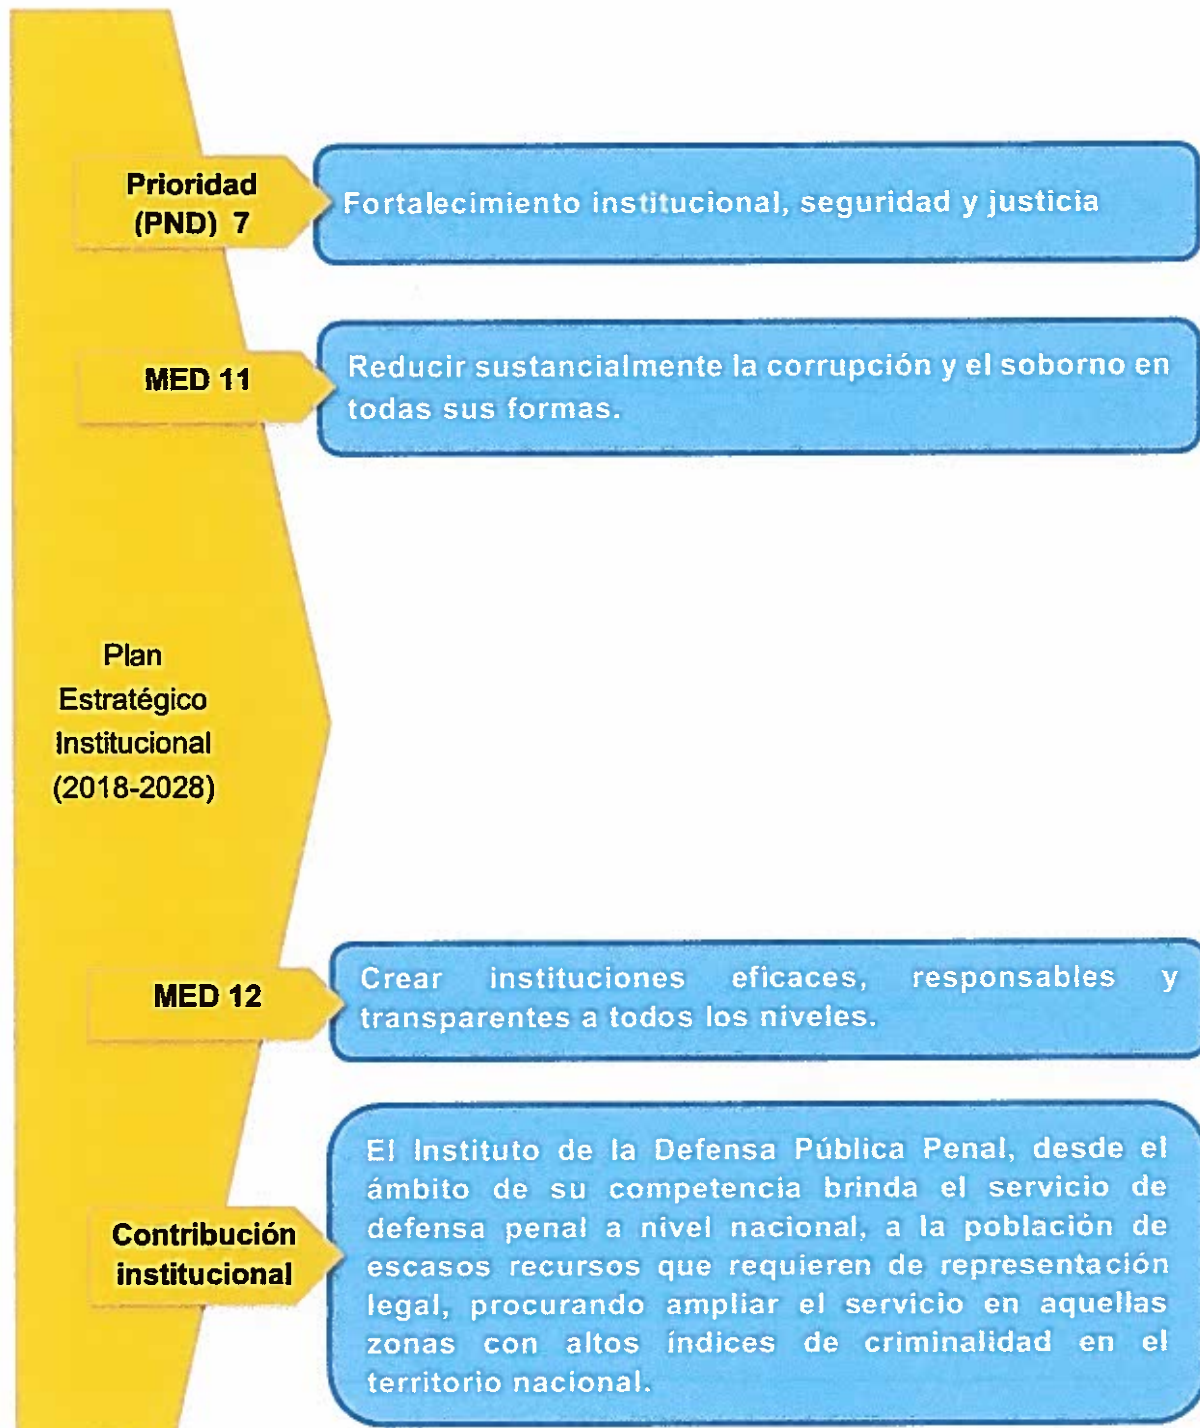 Prioridad
(PND) 7
Fortalecimiento institucional, seguridad y justicia
MED 11
Reducir sustancialmente la corrupción y el soborno en
todas sus formas.
Plan
Estratégico
Institucional
(2018-2028)
MED 12
Crear instituciones eficaces, responsables y
transparentes a todos los niveles.
Contribución
institucional
El Instituto de la Defensa Pública Penal, desde el
ámbito de su competencia brinda el servicio de
defensa penal a nivel nacional, a la población de
escasos recursos que requieren de representación
legal, procurando ampliar el servicio en aquellas
zonas con altos índices de criminalidad en el
territorio nacional.